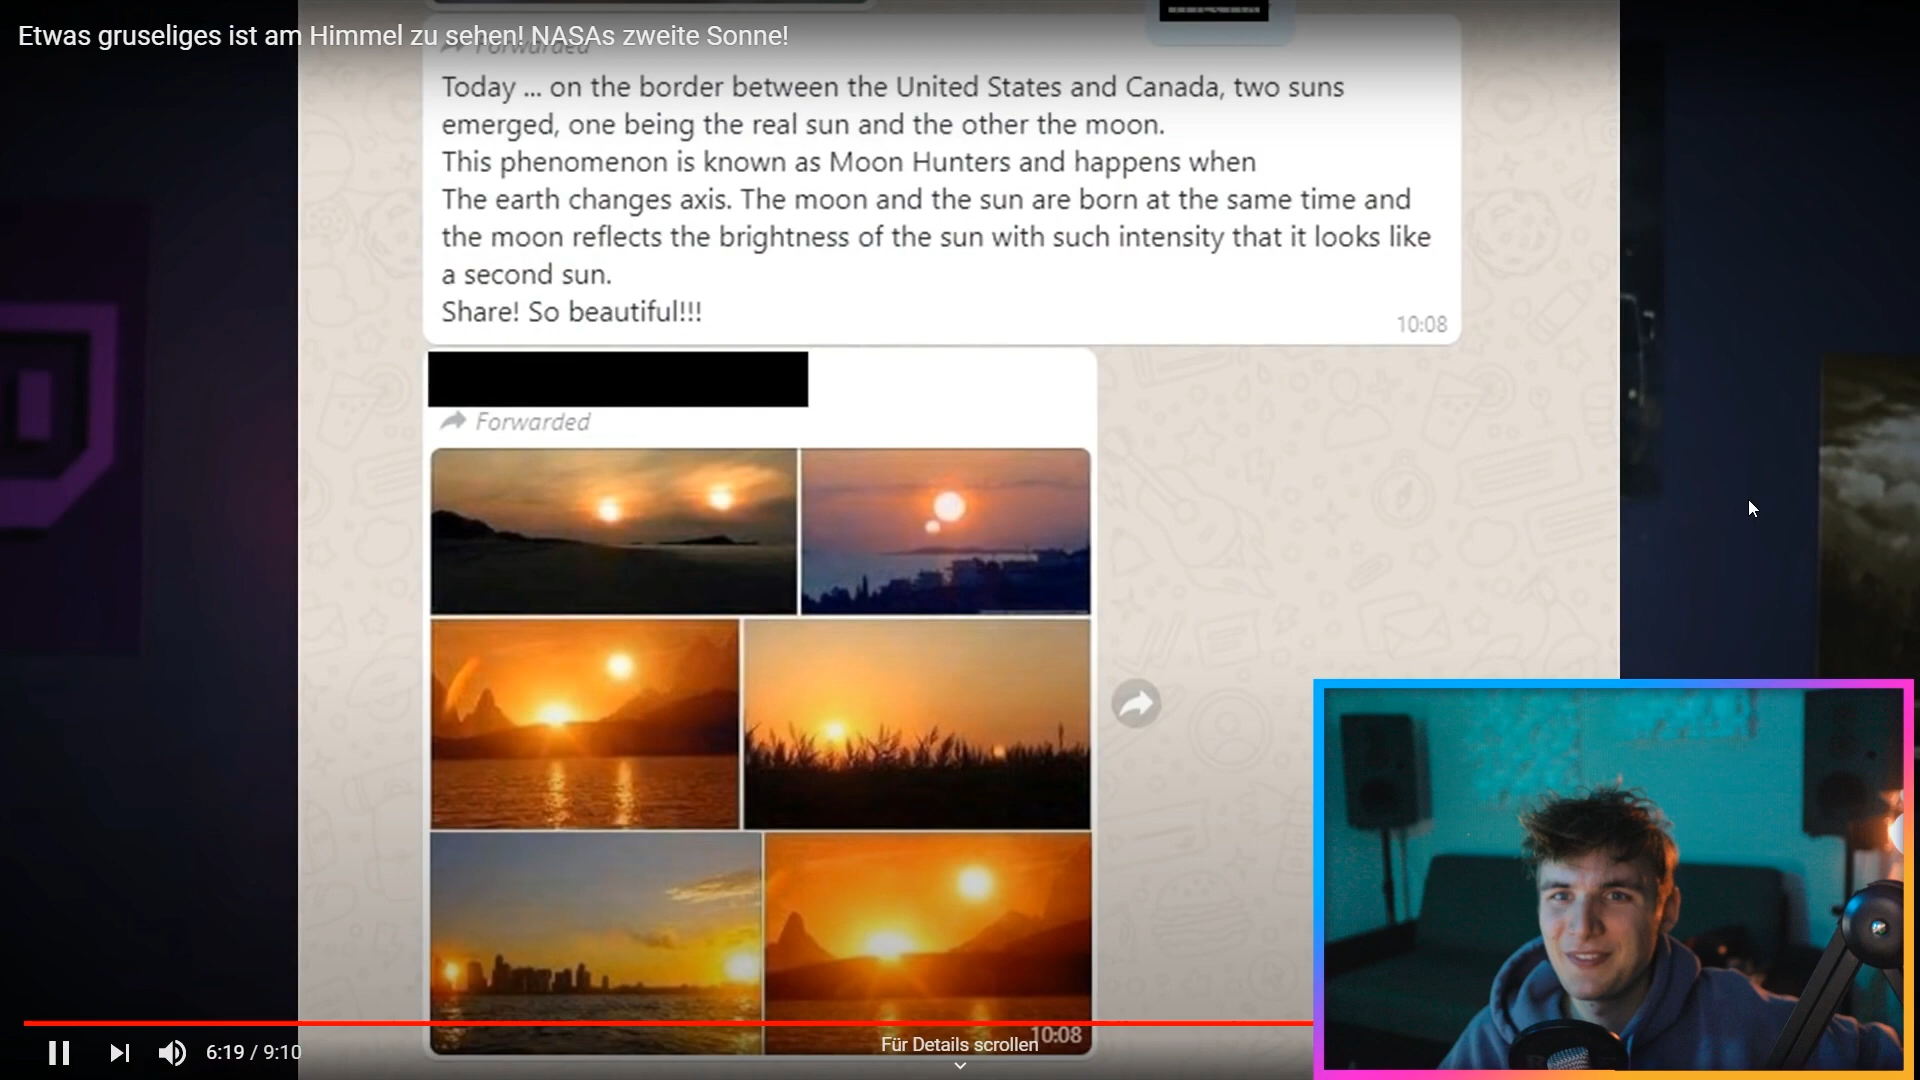 Etwas gruseliges ist am Himmel zu sehen! NASAs zweite Sonne!
Forwarded
Today ... on the border between the United States and Canada, two suns
emerged, one being the real sun and the other the moon.
This phenomenon is known as Moon Hunters and happens when
The earth changes axis. The moon and the sun are born at the same time and
the moon reflects the brightness of the sun with such intensity that it looks like
a second sun.
Share! So beautiful!!!
10:08
Forwarded
10:08
Für Details scrollen
6:19 / 9:10